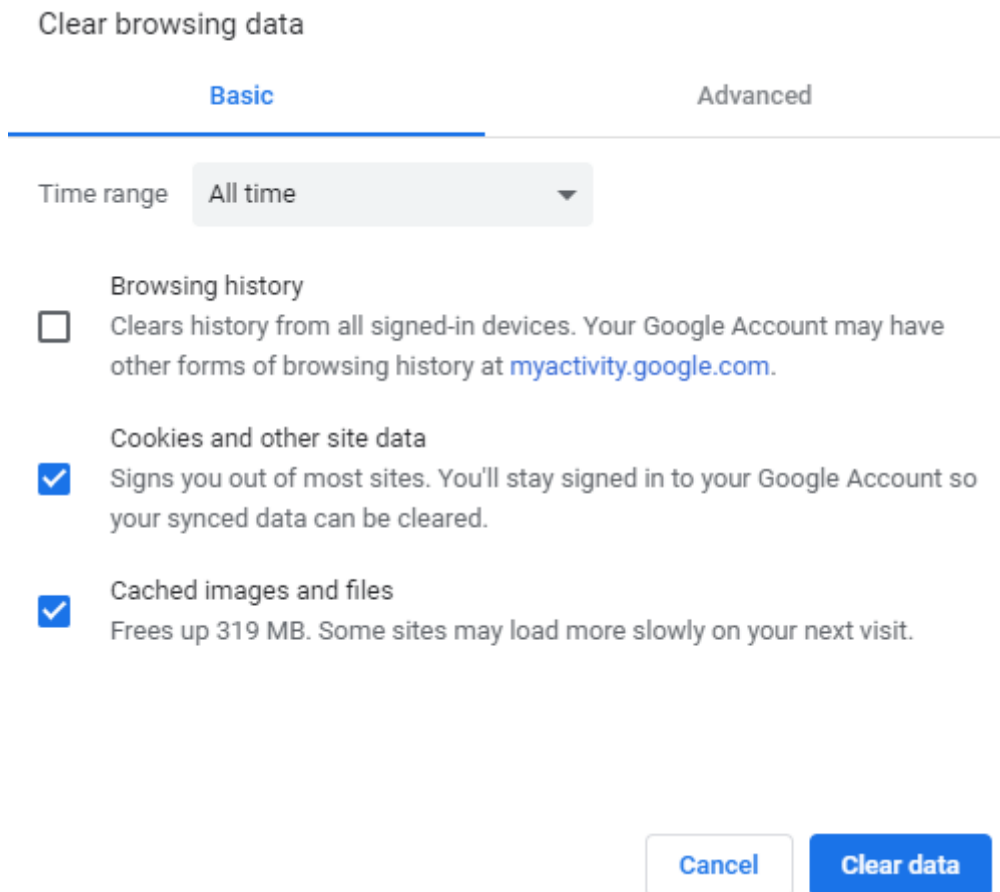 Clear browsing data
Basic
Advanced
Time range
All time
Browsing history
Clears history from all signed-in devices. Your Google Account may have
other forms of browsing history at myactivity.google.com.
Cookies and other site data
Signs you out of most sites. You'll stay signed in to your Google Account so
your synced data can be cleared.
Cached images and files
Frees up 319 MB. Some sites may load more slowly on your next visit.
Cancel
Clear data